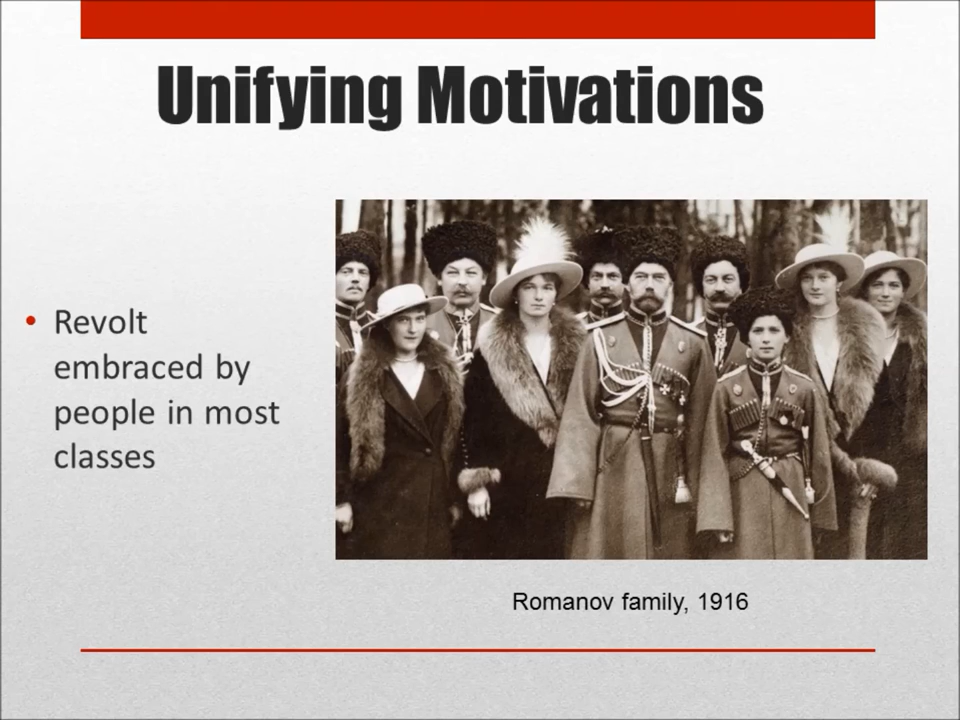 Unifying Motivations
• Revolt
embraced by
people in most
classes
Romanov family, 1916